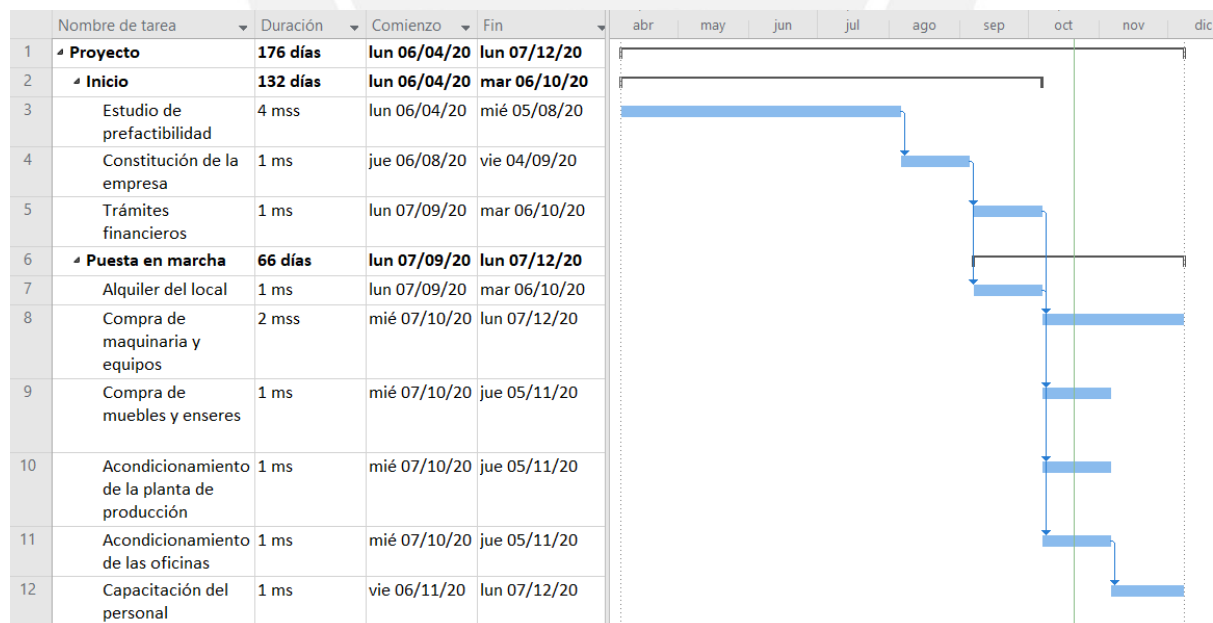 Nombre de tarea Duración Comienzo Fin abr may jun jul ago sep oct nov dic
1 Proyecto 176 días lun 06/04/20 lun 07/12/20
2 Inicio 132 días lun 06/04/20 mar 06/10/20
3 Estudio de 4 mss lun 06/04/20 mié 05/08/20
prefactibilidad
4 Constitución de la 1 ms jue 06/08/20 vie 04/09/20
empresa
5 Trámites 1 ms lun 07/09/20 mar 06/10/20
financieros
6 Puesta en marcha 66 días lun 07/09/20 lun 07/12/20
7 Alquiler del local 1 ms lun 07/09/20 mar 06/10/20
8 Compra de 2 mss mié 07/10/20 lun 07/12/20
maquinaria y
equipos
9 Compra de 1 ms mié 07/10/20 jue 05/11/20
muebles y enseres
10 Acondicionamiento 1 ms mié 07/10/20 jue 05/11/20
de la planta de
producción
11 Acondicionamiento 1 ms mié 07/10/20 jue 05/11/20
de las oficinas
12 Capacitación del 1 ms vie 06/11/20 lun 07/12/20
personal